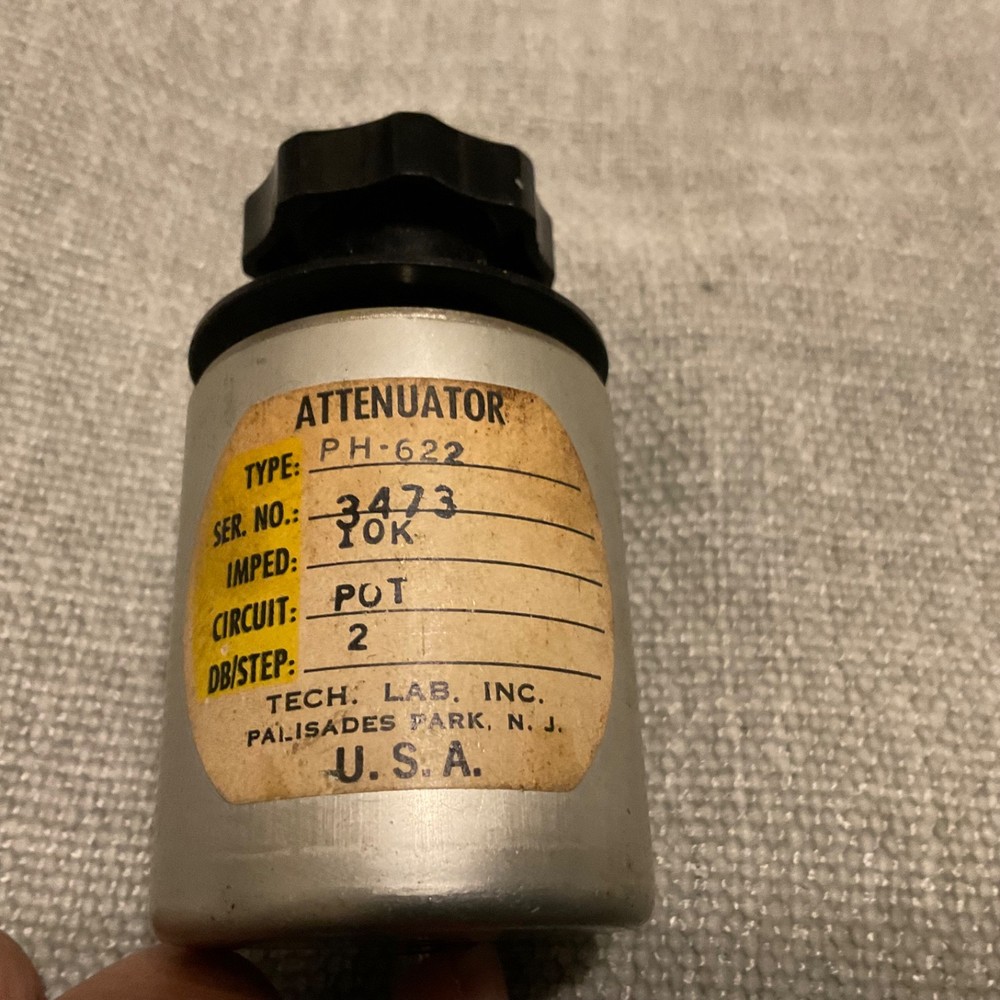 ATTENUATOR
TYPE: PH-622
SER. NO.: 3473
IMPED: 10K
CIRCUIT: POT
DB/STEP: 2
TECH. LAB. INC.
PALISADES PARK, N. J.
U. S. A.